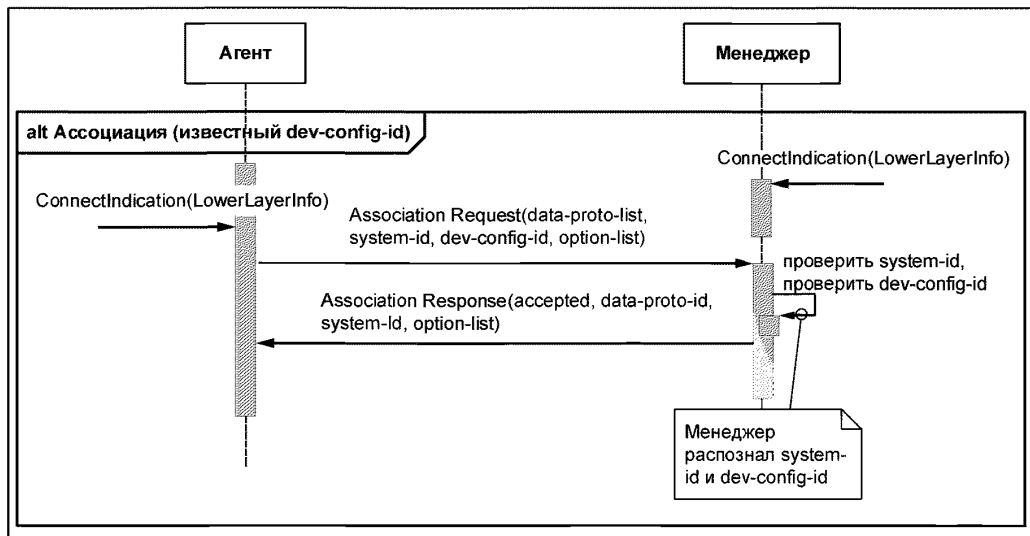 Агент
Менеджер
alt Ассоциация (известный dev-config-id)
ConnectIndication(LowerLayerInfo)
ConnectIndication(LowerLayerInfo)
Association Request(data-proto-list,
system-id, dev-config-id, option-list)
проверить system-id,
проверить dev-config-id
Association Response(accepted, data-proto-id,
system-Id, option-list)
Менеджер
распознал system-
id и dev-config-id